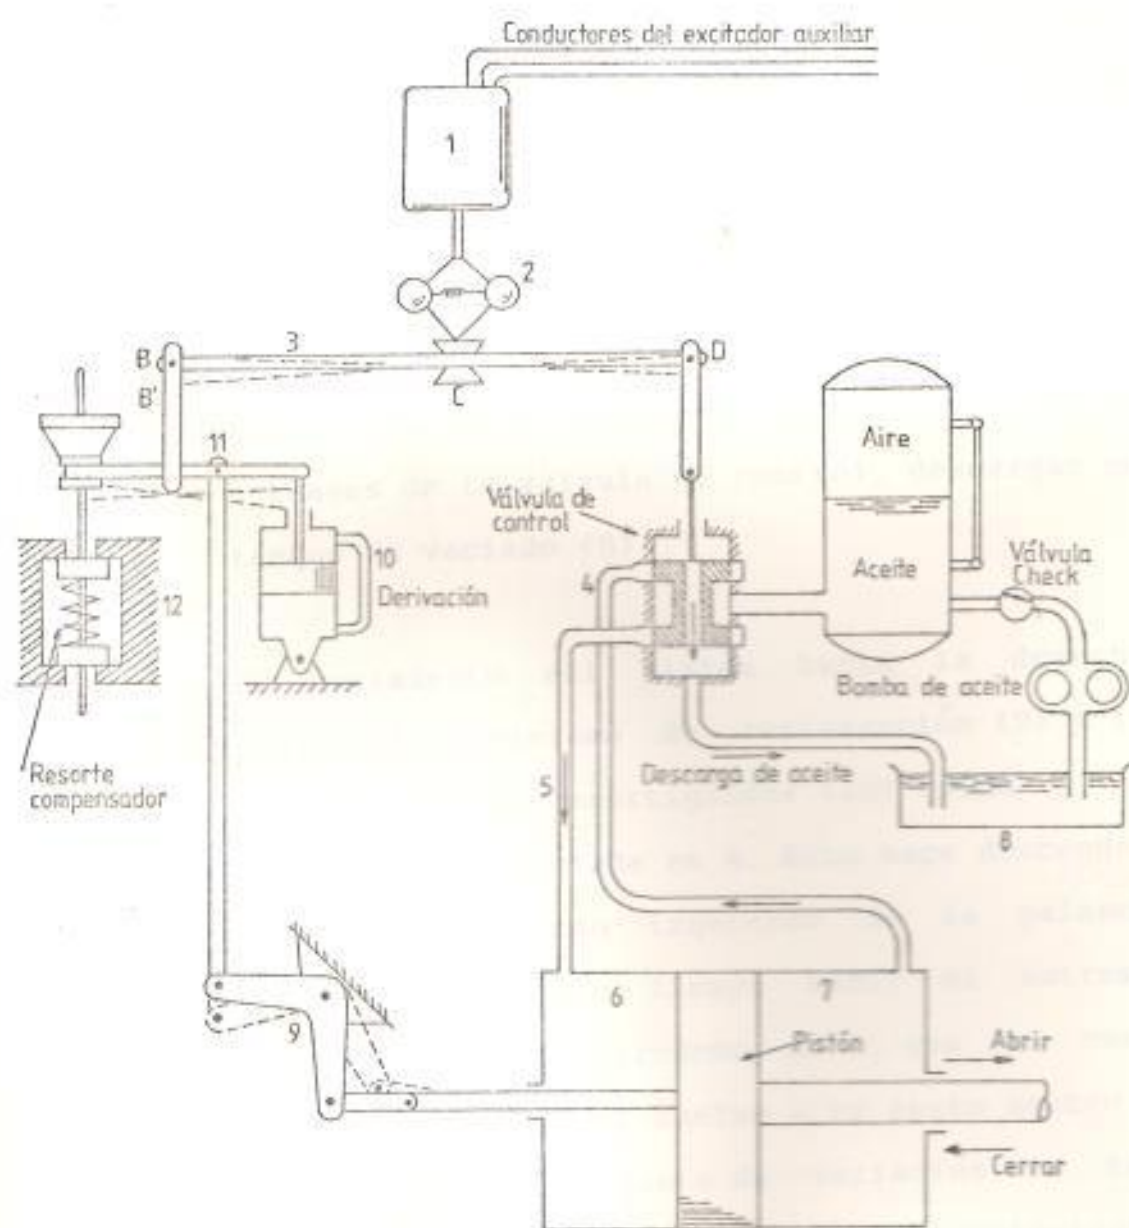 Conductores del excitador auxiliar
1
2
3
B
D
B'
C
11
Aire
Válvula de
control
Válvula
Check
10
4
Aceite
Derivación
12
Bomba de aceite
Resorte
compensador
5
Descarga de aceite
8
6
7
9
Pistón
Abrir
Cerrar